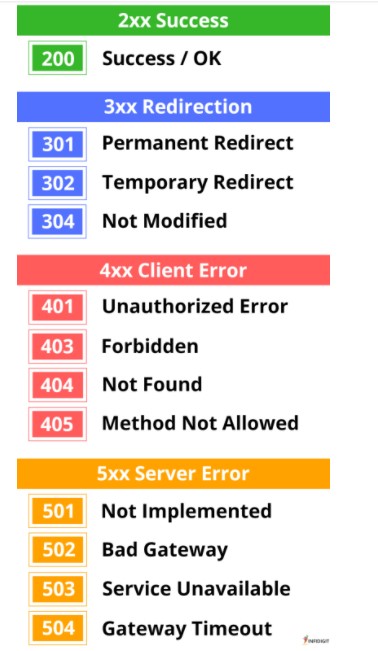 2xx Success
200 Success / OK
3xx Redirection
301 Permanent Redirect
302 Temporary Redirect
304 Not Modified
4xx Client Error
401 Unauthorized Error
403 Forbidden
404 Not Found
405 Method Not Allowed
5xx Server Error
501 Not Implemented
502 Bad Gateway
503 Service Unavailable
504 Gateway Timeout
INFIDIGIT